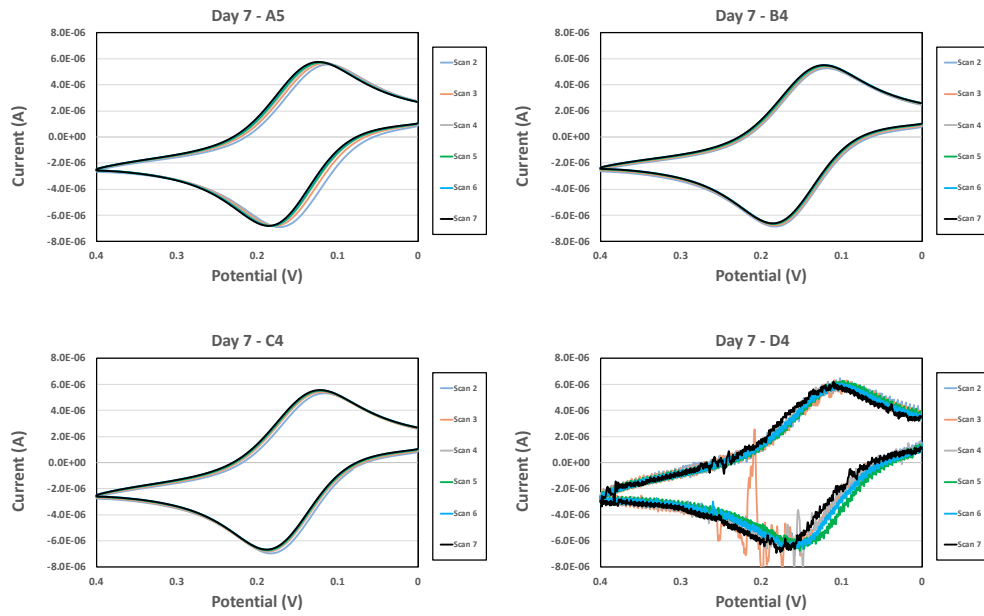 Day 7 - A5
8.0E-06
6.0E-06
4.0E-06
2.0E-06
0.0E+00
-2.0E-06
-4.0E-06
-6.0E-06
-8.0E-06
Current (A)
0.4
0.3
0.2
0.1
0
Potential (V)
Scan 2
Scan 3
Scan 4
Scan 5
Scan 6
Scan 7
Day 7 - B4
8.0E-06
6.0E-06
4.0E-06
2.0E-06
0.0E+00
-2.0E-06
-4.0E-06
-6.0E-06
-8.0E-06
Current (A)
0.4
0.3
0.2
0.1
0
Potential (V)
Scan 2
Scan 3
Scan 4
Scan 5
Scan 6
Scan 7
Day 7 - C4
8.0E-06
6.0E-06
4.0E-06
2.0E-06
0.0E+00
-2.0E-06
-4.0E-06
-6.0E-06
-8.0E-06
Current (A)
0.4
0.3
0.2
0.1
0
Potential (V)
Scan 2
Scan 3
Scan 4
Scan 5
Scan 6
Scan 7
Day 7 - D4
8.0E-06
6.0E-06
4.0E-06
2.0E-06
0.0E+00
-2.0E-06
-4.0E-06
-6.0E-06
-8.0E-06
Current (A)
0.4
0.3
0.2
0.1
0
Potential (V)
Scan 2
Scan 3
Scan 4
Scan 5
Scan 6
Scan 7